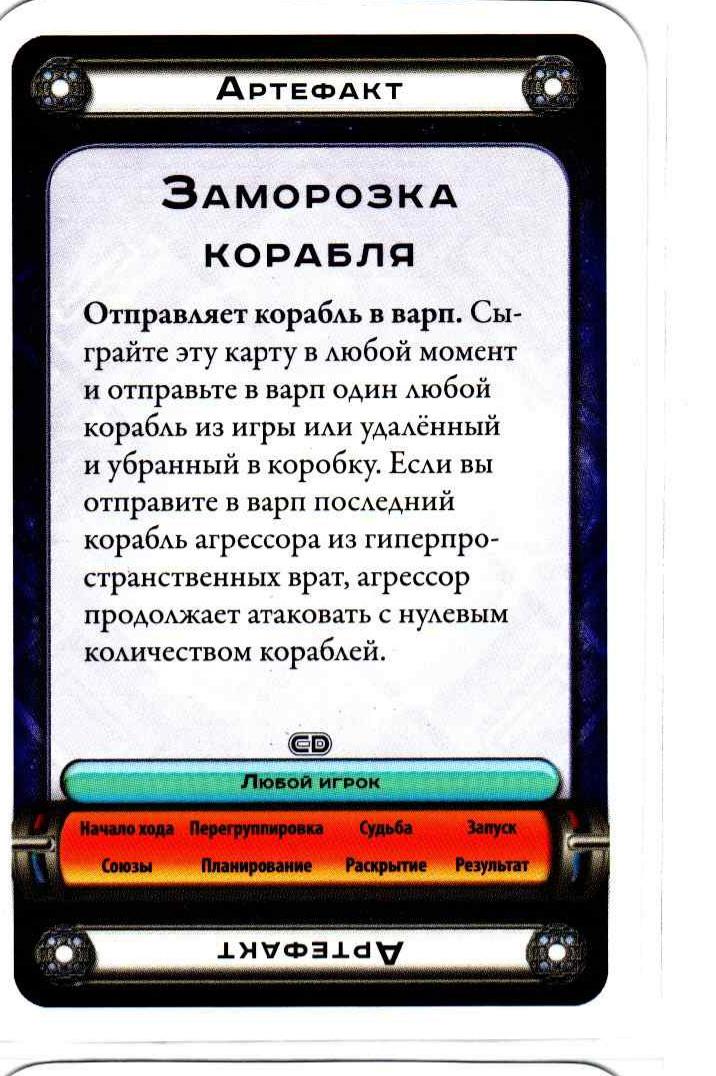 Артефакт
Заморозка
корабля
Отправляет корабль в варп. Сы-
грайте эту карту в любой момент
и отправьте в варп один любой
корабль из игры или удалённый
и убранный в коробку. Если вы
отправите в варп последний
корабль агрессора из гиперпро-
странственных врат, агрессор
продолжает атаковать с нулевым
количеством кораблей.
CD
Любой игрок
Начало хода Перегруппировка Судьба Запуск
Союзы Планирование Раскрытие Результат
Артефакт